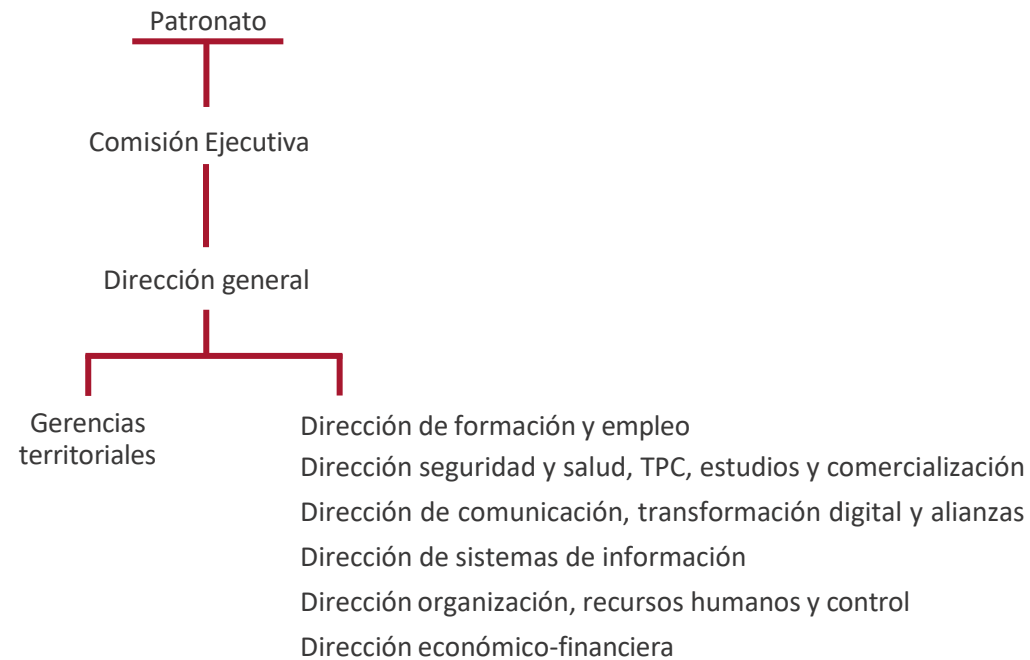 Patronato
Comisión Ejecutiva
Dirección general
Gerencias
territoriales
Dirección de formación y empleo
Dirección seguridad y salud, TPC, estudios y comercialización
Dirección de comunicación, transformación digital y alianzas
Dirección de sistemas de información
Dirección organización, recursos humanos y control
Dirección económico-financiera